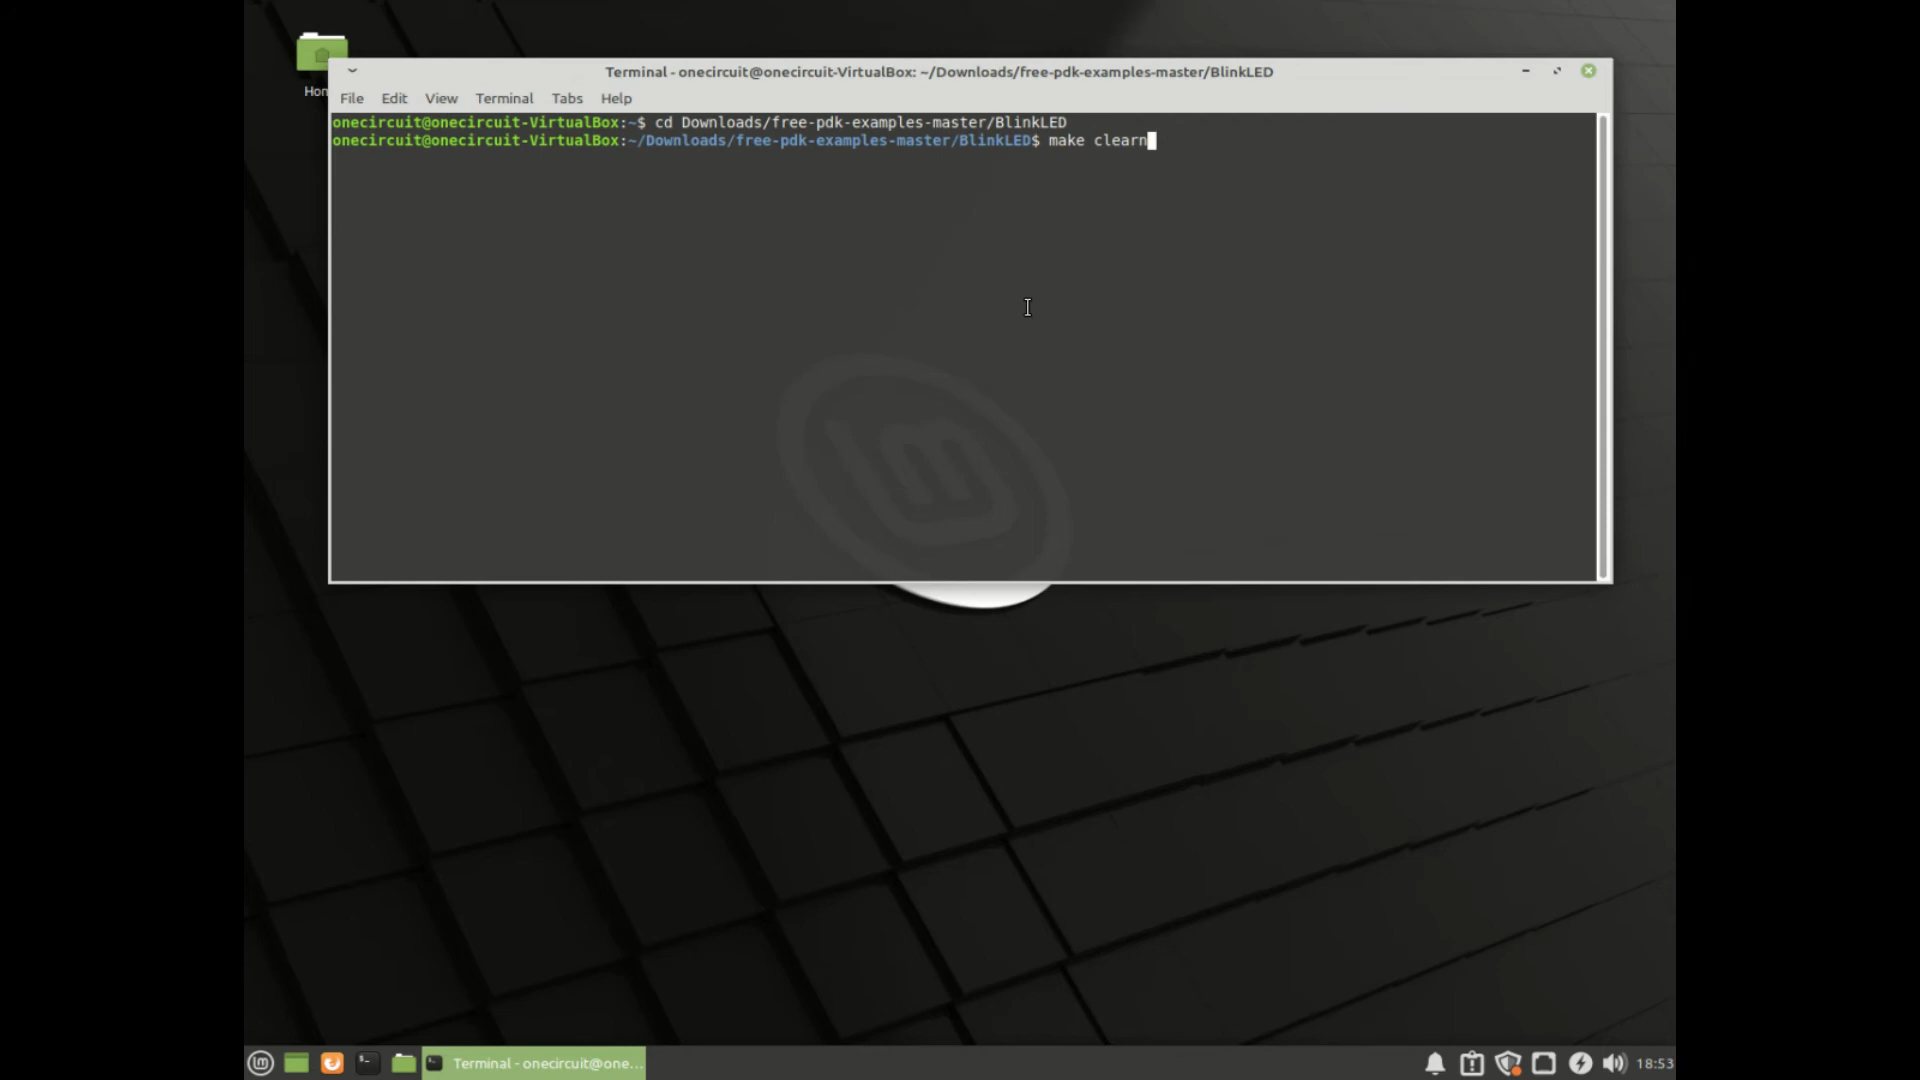 Hom
Terminal - onecircuit@onecircuit-VirtualBox: ~/Downloads/free-pdk-examples-master/BlinkLED
File Edit View Terminal Tabs Help
onecircuit@onecircuit-VirtualBox:~$ cd Downloads/free-pdk-examples-master/BlinkLED
onecircuit@onecircuit-VirtualBox:~/Downloads/free-pdk-examples-master/BlinkLED$ make clearn
Terminal - onecircuit@one...
18:53